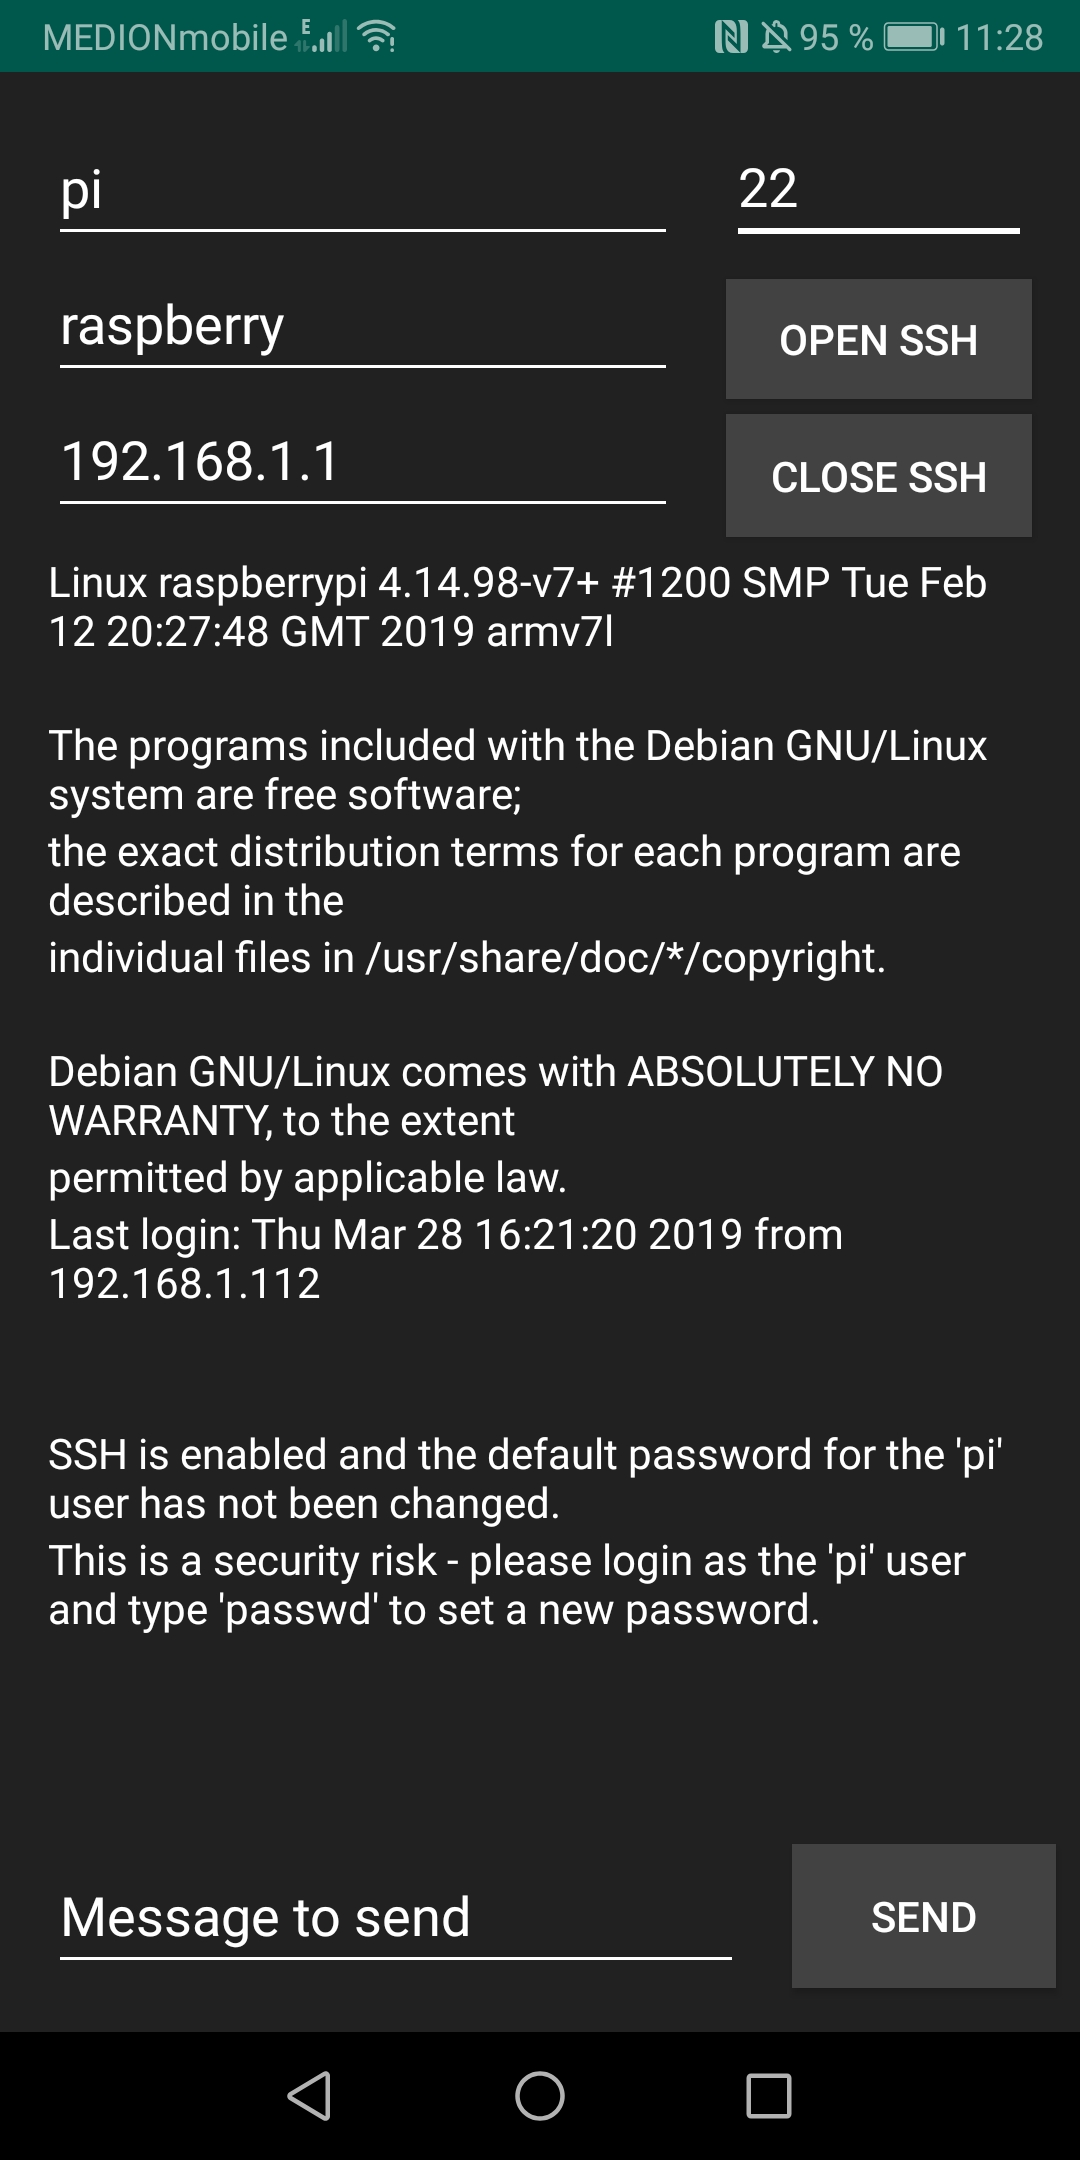 MEDIONmobile E 95 % 11:28
pi 22
raspberry
OPEN SSH
192.168.1.1
CLOSE SSH
Linux raspberrypi 4.14.98-v7+ #1200 SMP Tue Feb
12 20:27:48 GMT 2019 armv7l
The programs included with the Debian GNU/Linux
system are free software;
the exact distribution terms for each program are
described in the
individual files in /usr/share/doc/*/copyright.
Debian GNU/Linux comes with ABSOLUTELY NO
WARRANTY, to the extent
permitted by applicable law.
Last login: Thu Mar 28 16:21:20 2019 from
192.168.1.112
SSH is enabled and the default password for the 'pi'
user has not been changed.
This is a security risk - please login as the 'pi' user
and type 'passwd' to set a new password.
Message to send SEND